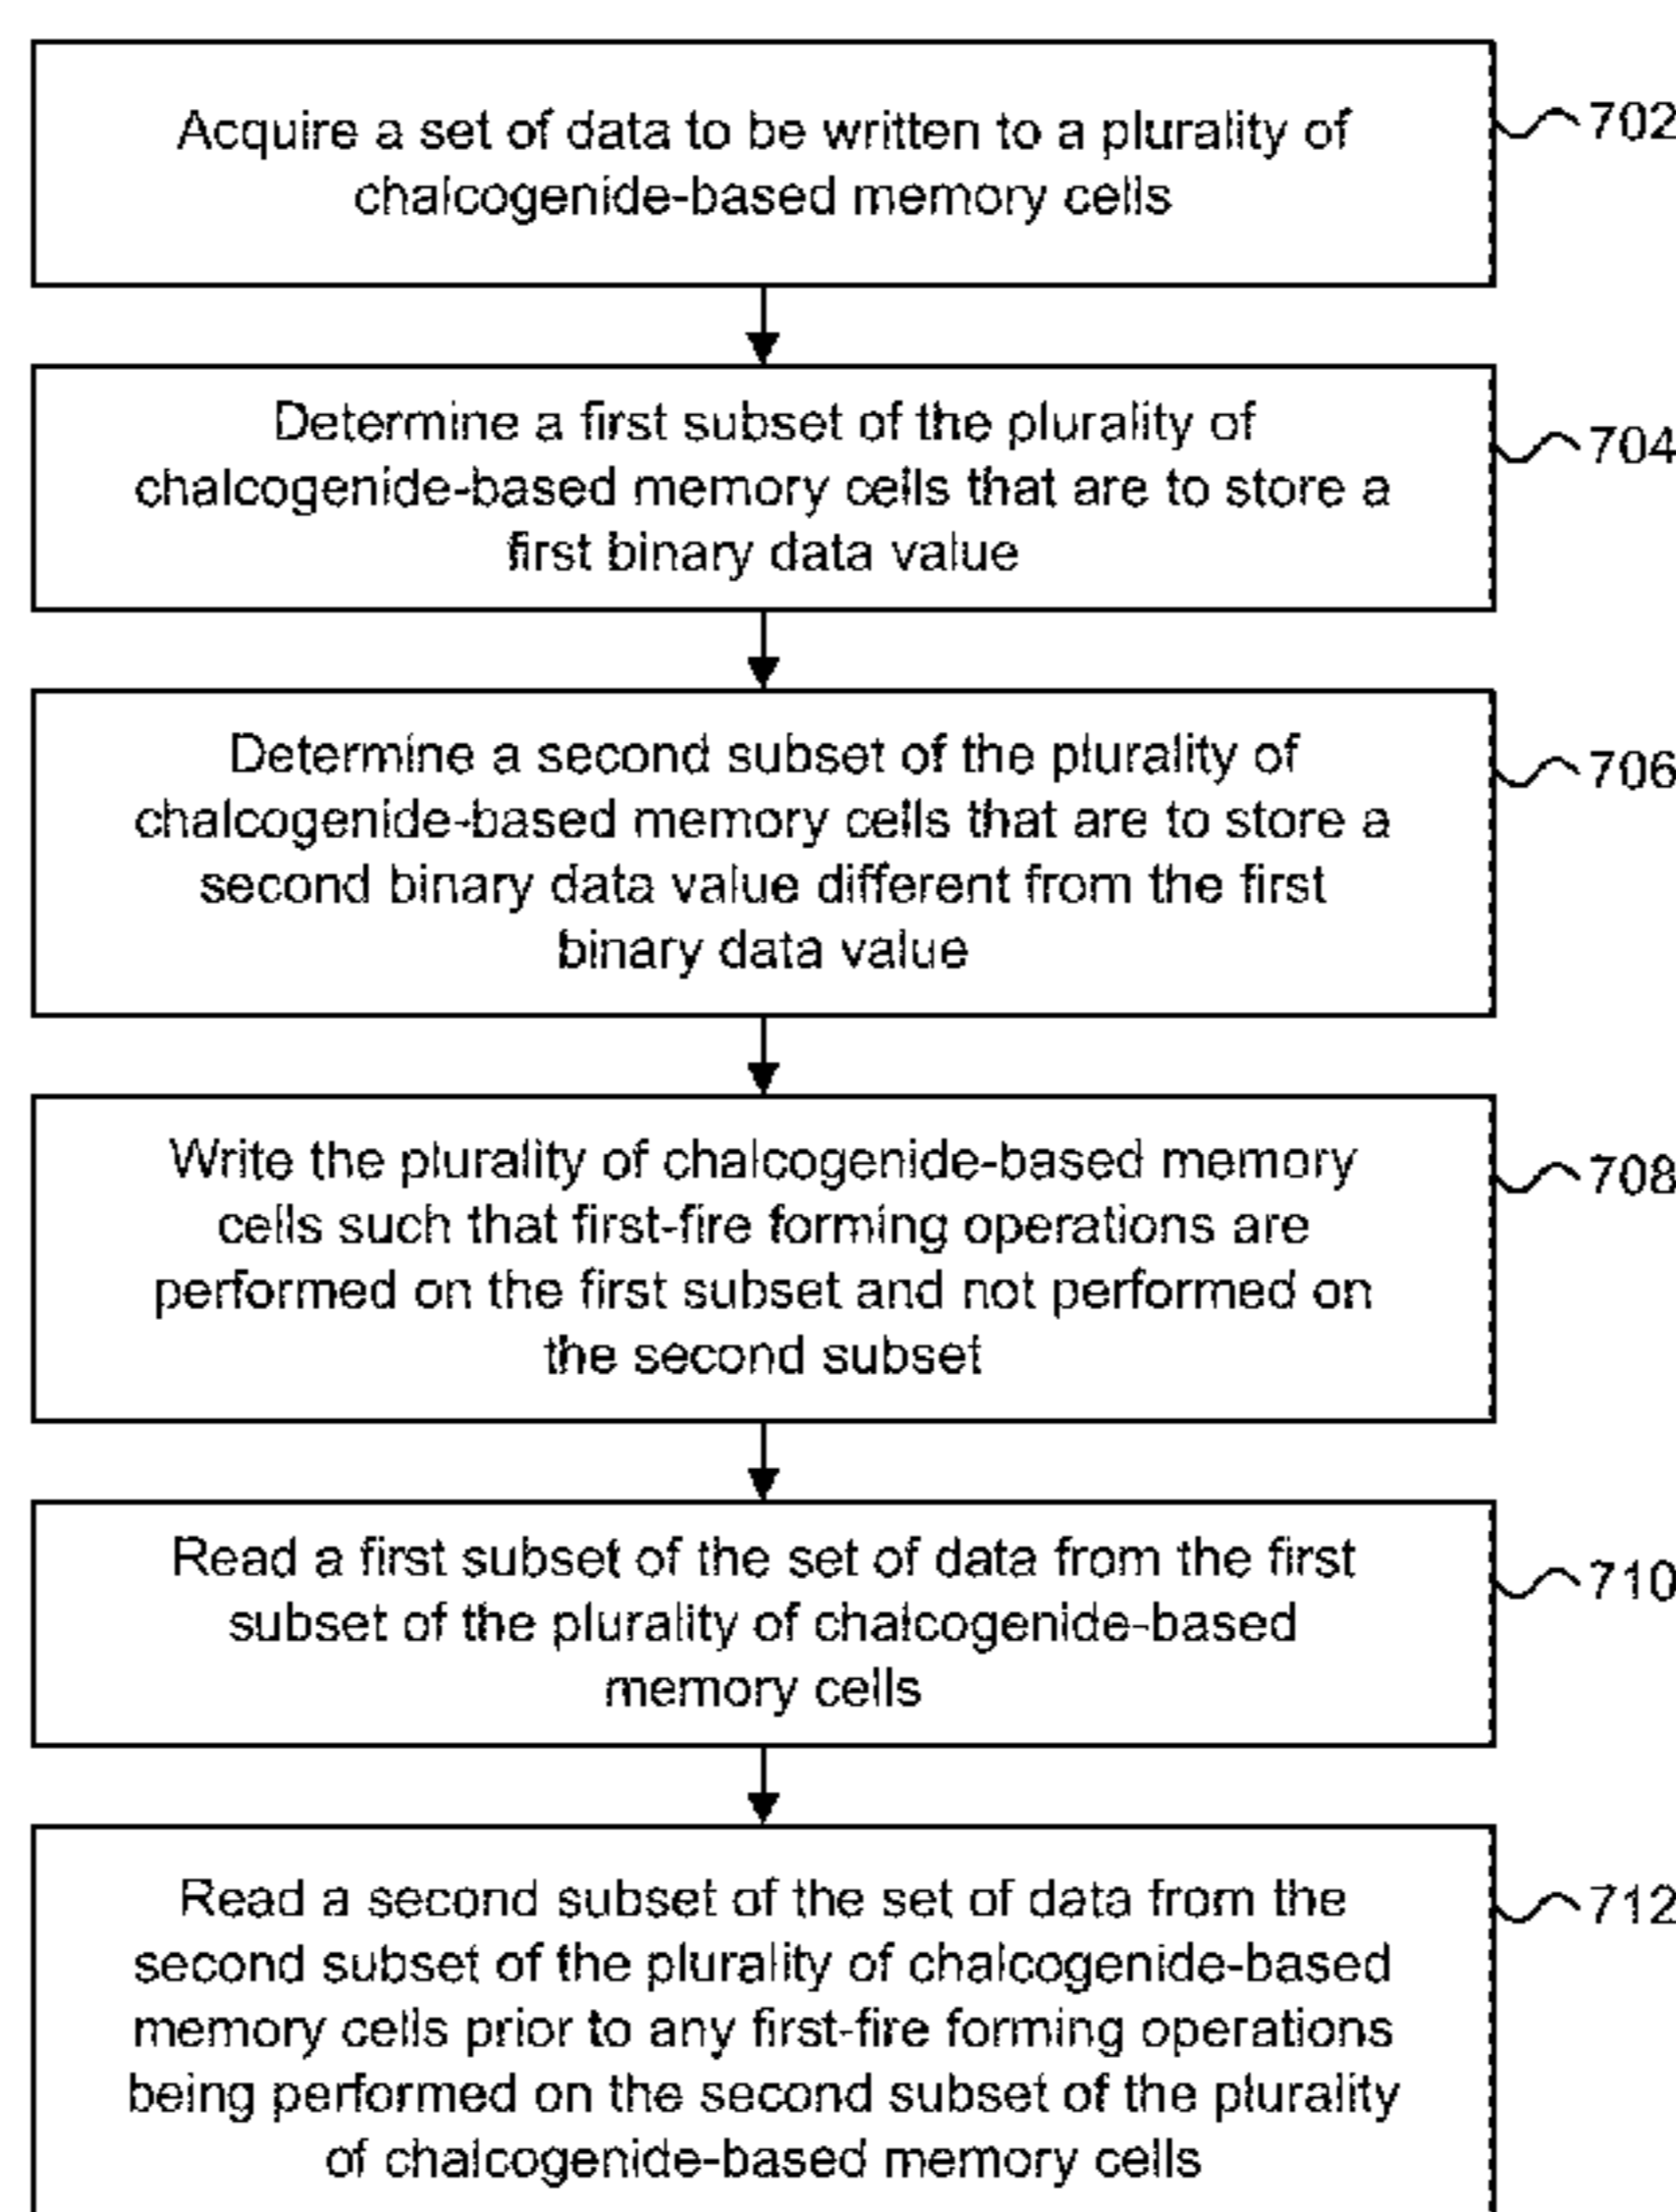 Acquire a set of data to be written to a plurality of
chalcogenide-based memory cells
702
Determine a first subset of the plurality of
chalcogenide-based memory cells that are to store a
first binary data value
704
Determine a second subset of the plurality of
chalcogenide-based memory cells that are to store a
second binary data value different from the first
binary data value
706
Write the plurality of chalcogenide-based memory
cells such that first-fire forming operations are
performed on the first subset and not performed on
the second subset
708
Read a first subset of the set of data from the first
subset of the plurality of chalcogenide-based
memory cells
710
Read a second subset of the set of data from the
second subset of the plurality of chalcogenide-based
memory cells prior to any first-fire forming operations
being performed on the second subset of the plurality
of chalcogenide-based memory cells
712